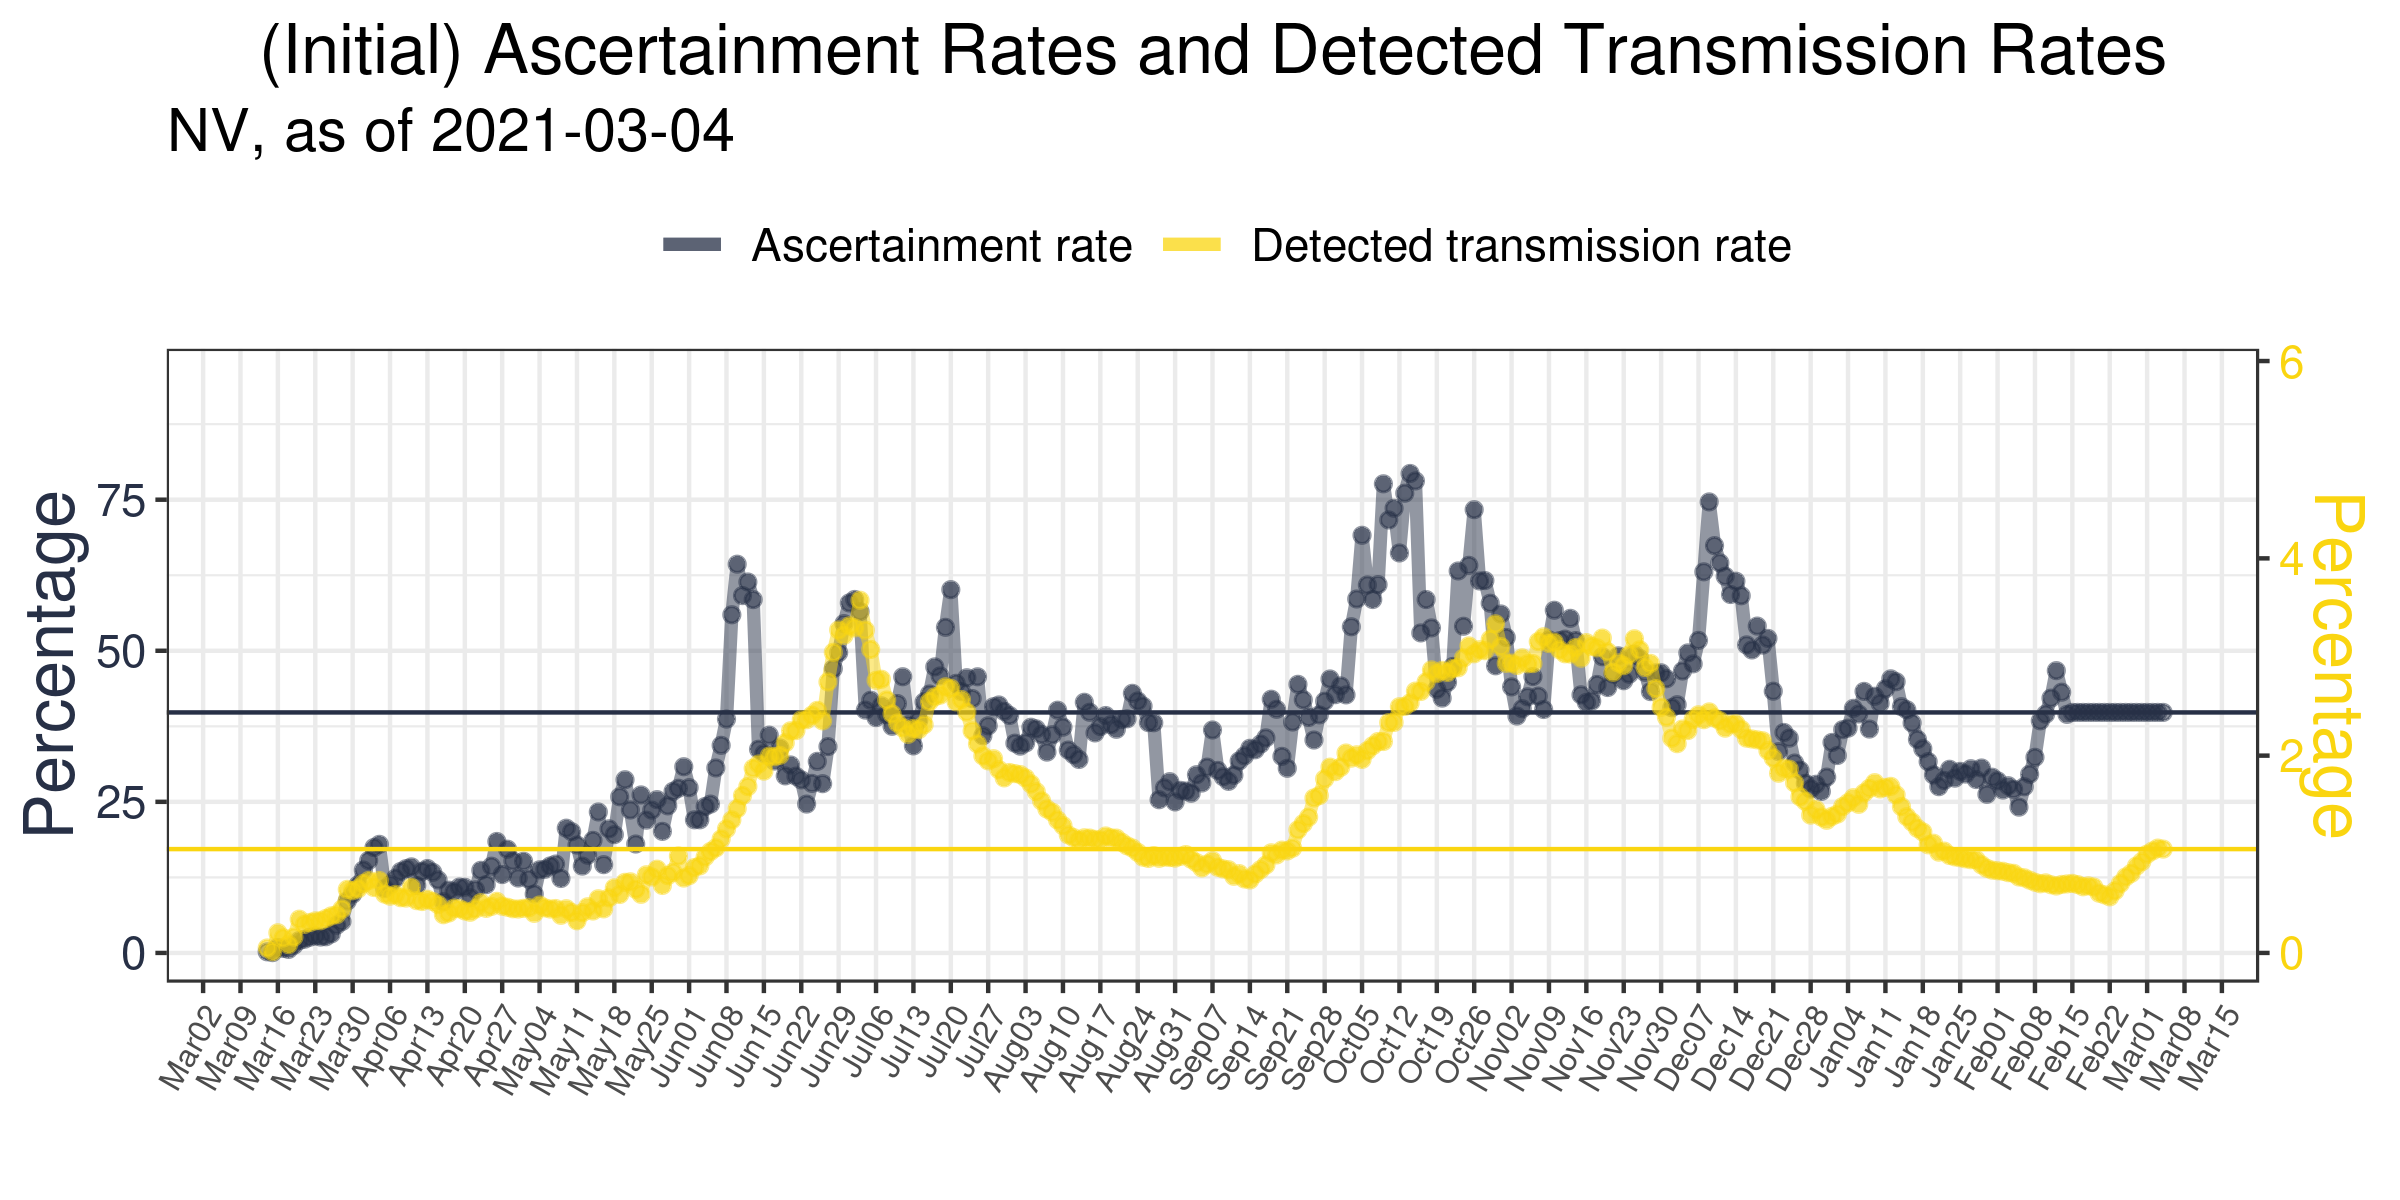 (Initial) Ascertainment Rates and Detected Transmission Rates
NV, as of 2021-03-04
Ascertainment rate
Detected transmission rate
Percentage
75
50
25
0
6
4
2
0
Percentage
Mar02
Mar09
Mar16
Mar23
Mar30
Apr06
Apr13
Apr20
Apr27
May04
May11
May18
May25
Jun01
Jun08
Jun15
Jun22
Jun29
Jul06
Jul13
Jul20
Jul27
Aug03
Aug10
Aug17
Aug24
Aug31
Sep07
Sep14
Sep21
Sep28
Oct05
Oct12
Oct19
Oct26
Nov02
Nov09
Nov16
Nov23
Nov30
Dec07
Dec14
Dec21
Dec28
Jan04
Jan11
Jan18
Jan25
Feb01
Feb08
Feb15
Feb22
Mar01
Mar08
Mar15